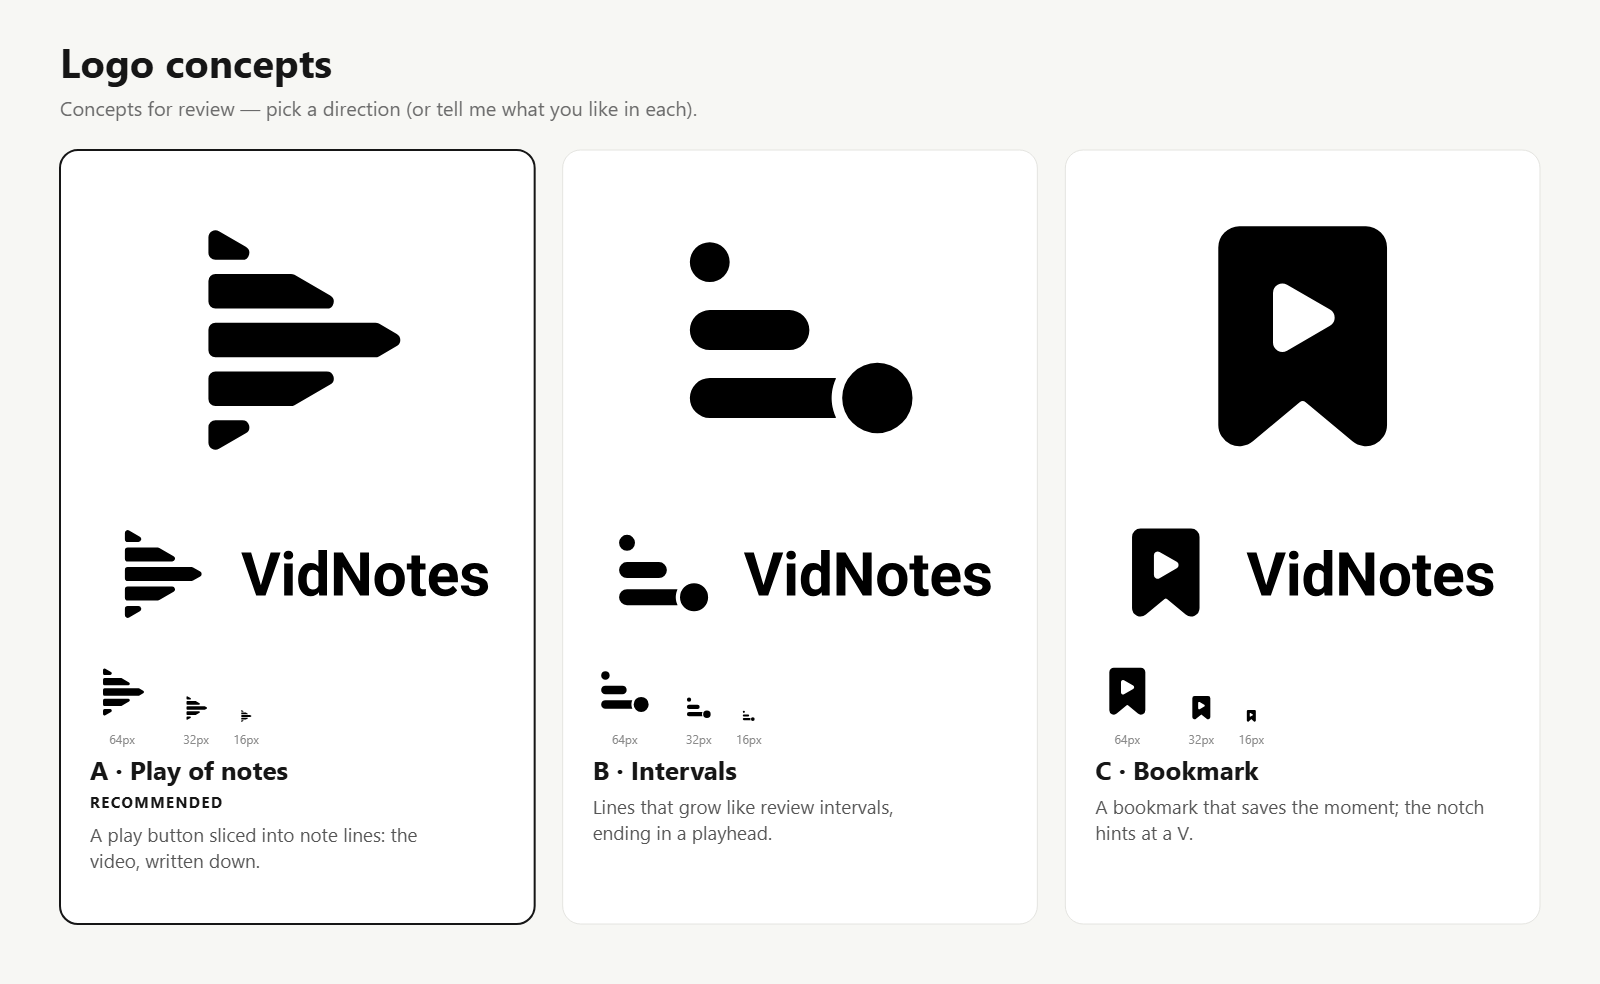 Logo concepts
Concepts for review — pick a direction (or tell me what you like in each).
VidNotes
64px 32px 16px
A · Play of notes
RECOMMENDED
A play button sliced into note lines: the
video, written down.
VidNotes
64px 32px 16px
B · Intervals
Lines that grow like review intervals,
ending in a playhead.
VidNotes
64px 32px 16px
C · Bookmark
A bookmark that saves the moment; the notch
hints at a V.